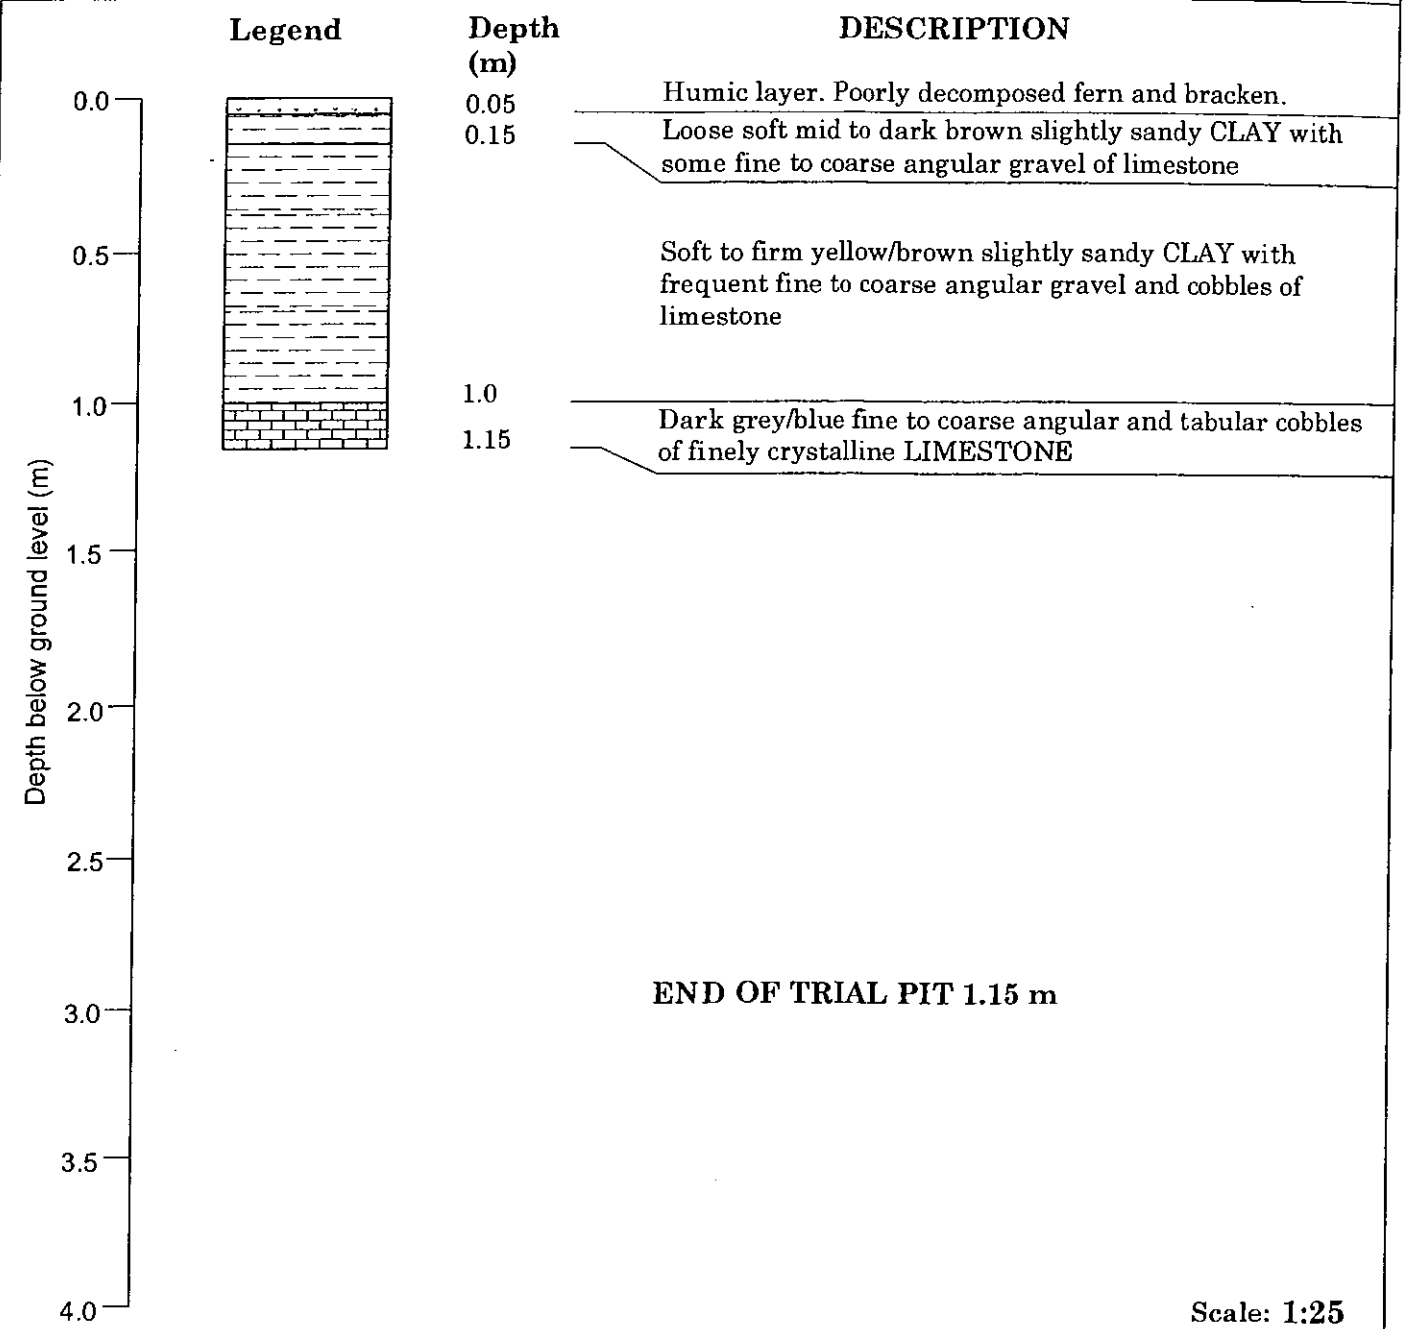 Legend
Depth
(m)
DESCRIPTION
0.0
0.05
Humic layer. Poorly decomposed fern and bracken.
0.15
Loose soft mid to dark brown slightly sandy CLAY with
some fine to coarse angular gravel of limestone
0.5
Soft to firm yellow/brown slightly sandy CLAY with
frequent fine to coarse angular gravel and cobbles of
limestone
1.0
1.0
Dark grey/blue fine to coarse angular and tabular cobbles
of finely crystalline LIMESTONE
1.15
Depth below ground level (m)
1.5
2.0
2.5
3.0
END OF TRIAL PIT 1.15 m
3.5
4.0
Scale: 1:25